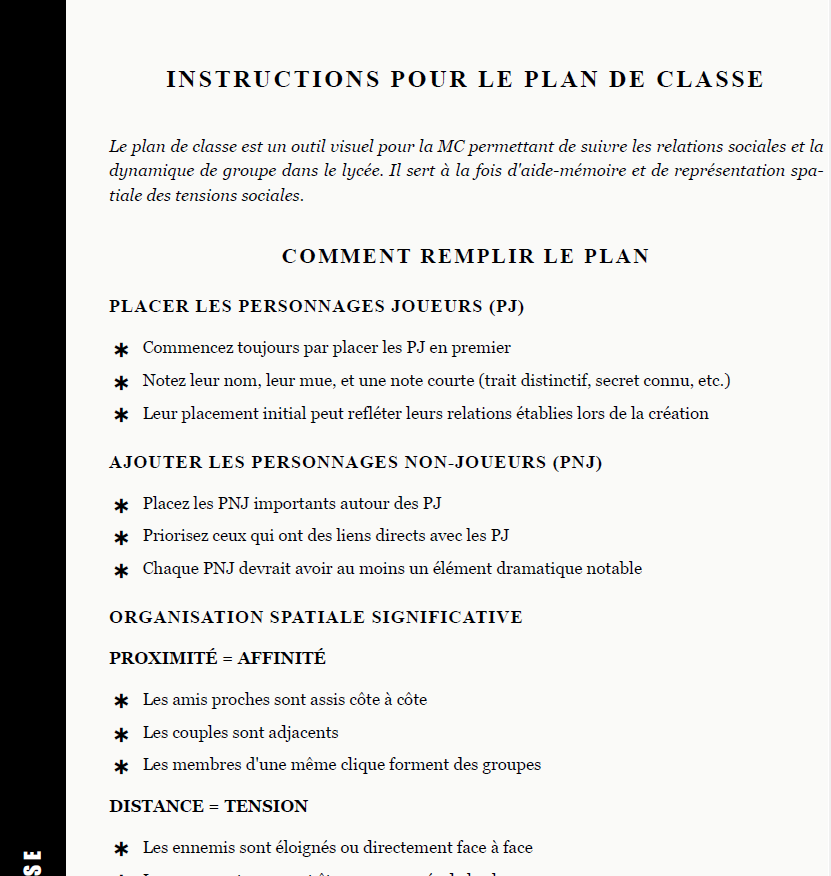 INSTRUCTIONS POUR LE PLAN DE CLASSE
Le plan de classe est un outil visuel pour la MC permettant de suivre les relations sociales et la
dynamique de groupe dans le lycée. Il sert à la fois d'aide-mémoire et de représentation spa-
tiale des tensions sociales.
COMMENT REMPLIR LE PLAN
PLACER LES PERSONNAGES JOUEURS (PJ)
* Commencez toujours par placer les PJ en premier
* Notez leur nom, leur mue, et une note courte (trait distinctif, secret connu, etc.)
* Leur placement initial peut refléter leurs relations établies lors de la création
AJOUTER LES PERSONNAGES NON-JOUEURS (PNJ)
* Placez les PNJ importants autour des PJ
* Priorisez ceux qui ont des liens directs avec les PJ
* Chaque PNJ devrait avoir au moins un élément dramatique notable
ORGANISATION SPATIALE SIGNIFICATIVE
PROXIMITÉ = AFFINITÉ
* Les amis proches sont assis côte à côte
* Les couples sont adjacents
* Les membres d'une même clique forment des groupes
DISTANCE = TENSION
* Les ennemis sont éloignés ou directement face à face
SE